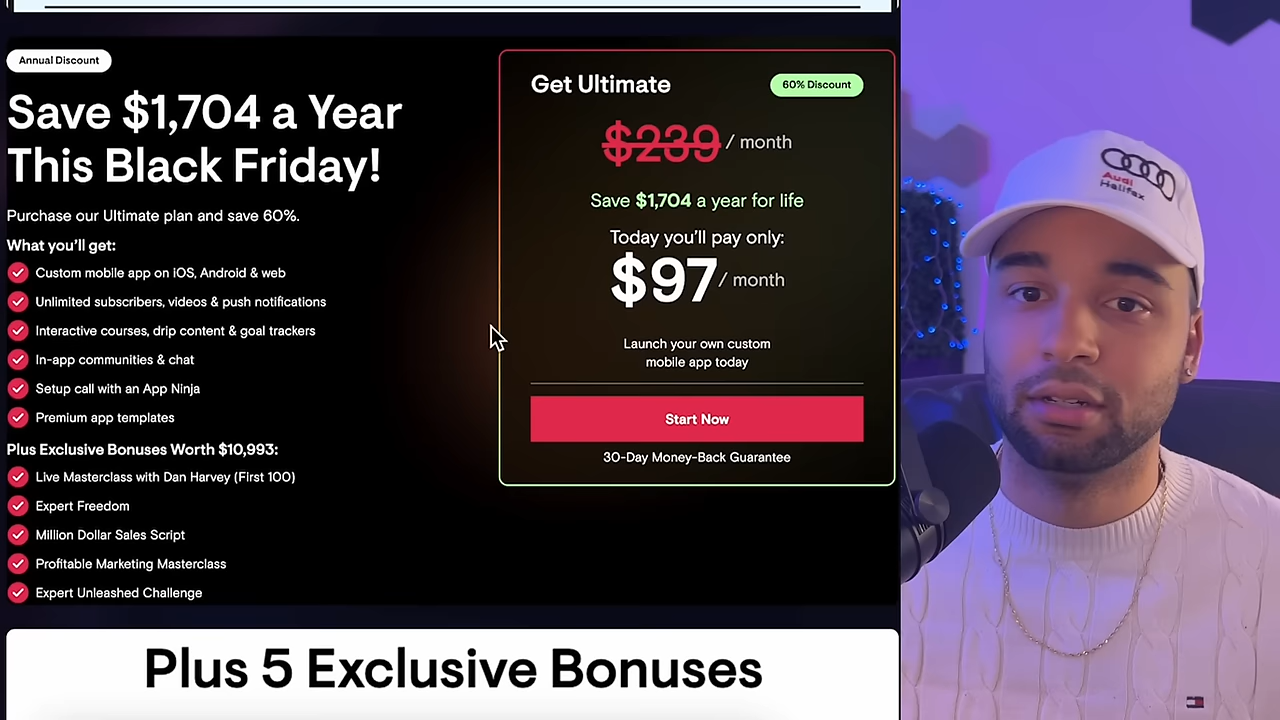 Annual Discount
Save $1,704 a Year
This Black Friday!
Purchase our Ultimate plan and save 60%.
What you'll get:
Custom mobile app on iOS, Android & web
Unlimited subscribers, videos & push notifications
Interactive courses, drip content & goal trackers
In-app communities & chat
Setup call with an App Ninja
Premium app templates
Plus Exclusive Bonuses Worth $10,993:
Live Masterclass with Dan Harvey (First 100)
Expert Freedom
Million Dollar Sales Script
Profitable Marketing Masterclass
Expert Unleashed Challenge
Get Ultimate
60% Discount
$239 / month
Save $1,704 a year for life
Today you'll pay only:
$97 / month
Launch your own custom
mobile app today
Start Now
30-Day Money-Back Guarantee
Plus 5 Exclusive Bonuses
Audi
Halifax